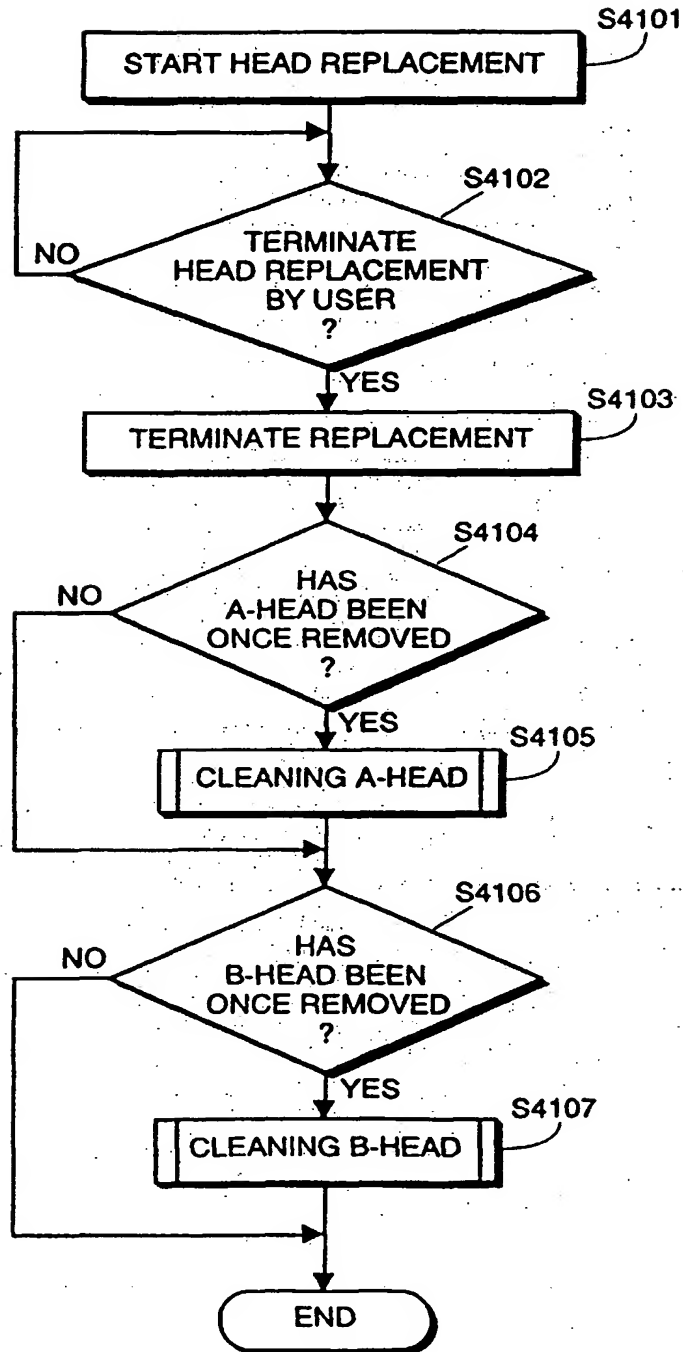 S4101
START HEAD REPLACEMENT
S4102
NO
TERMINATE
HEAD REPLACEMENT
BY USER
?
YES
S4103
TERMINATE REPLACEMENT
S4104
NO
HAS
A-HEAD BEEN
ONCE REMOVED
?
YES
S4105
CLEANING A-HEAD
S4106
NO
HAS
B-HEAD BEEN
ONCE REMOVED
?
YES
S4107
CLEANING B-HEAD
END